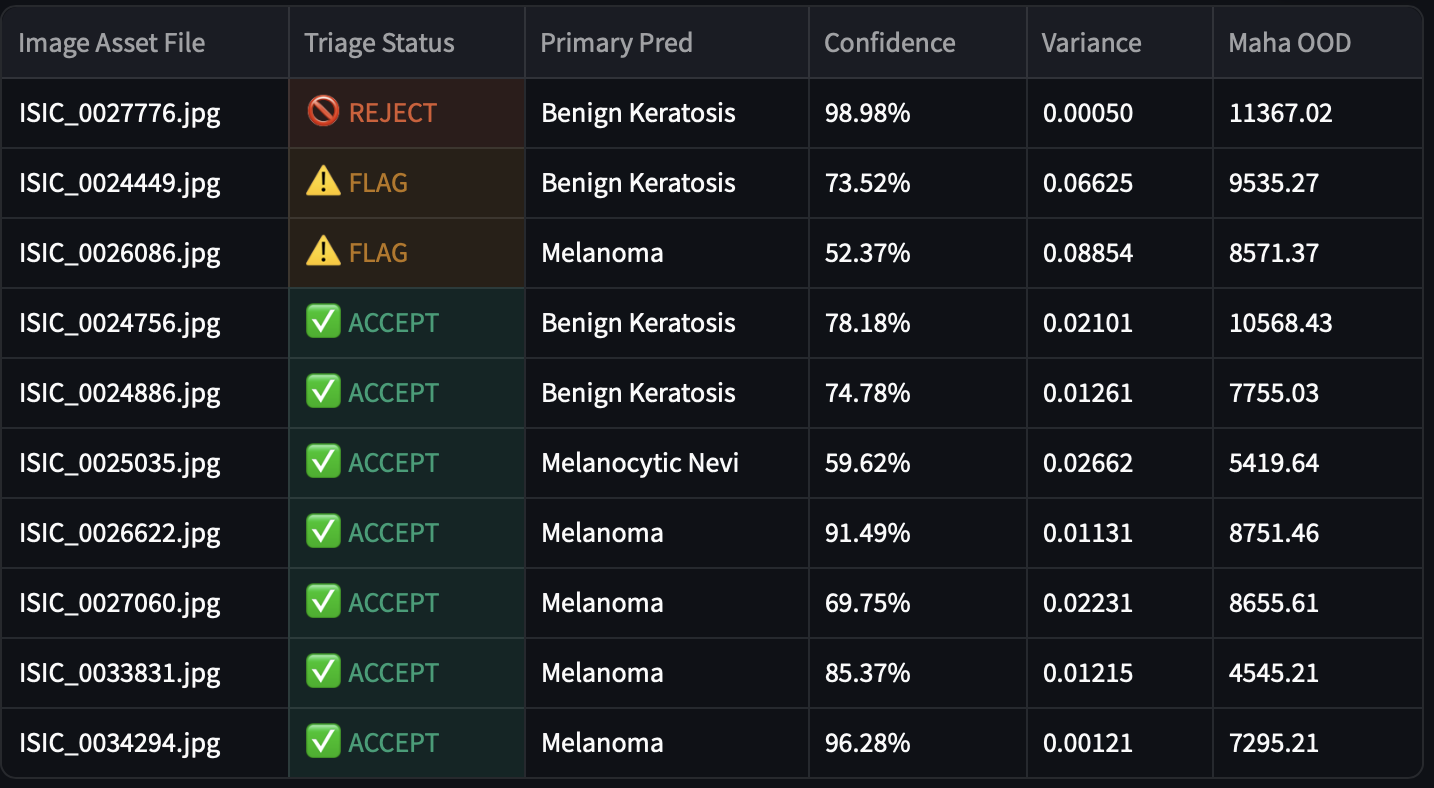 Image Asset File Triage Status Primary Pred Confidence Variance Maha OOD
ISIC_0027776.jpg 🚫 REJECT Benign Keratosis 98.98% 0.00050 11367.02
ISIC_0024449.jpg ⚠️ FLAG Benign Keratosis 73.52% 0.06625 9535.27
ISIC_0026086.jpg ⚠️ FLAG Melanoma 52.37% 0.08854 8571.37
ISIC_0024756.jpg ✅ ACCEPT Benign Keratosis 78.18% 0.02101 10568.43
ISIC_0024886.jpg ✅ ACCEPT Benign Keratosis 74.78% 0.01261 7755.03
ISIC_0025035.jpg ✅ ACCEPT Melanocytic Nevi 59.62% 0.02662 5419.64
ISIC_0026622.jpg ✅ ACCEPT Melanoma 91.49% 0.01131 8751.46
ISIC_0027060.jpg ✅ ACCEPT Melanoma 69.75% 0.02231 8655.61
ISIC_0033831.jpg ✅ ACCEPT Melanoma 85.37% 0.01215 4545.21
ISIC_0034294.jpg ✅ ACCEPT Melanoma 96.28% 0.00121 7295.21